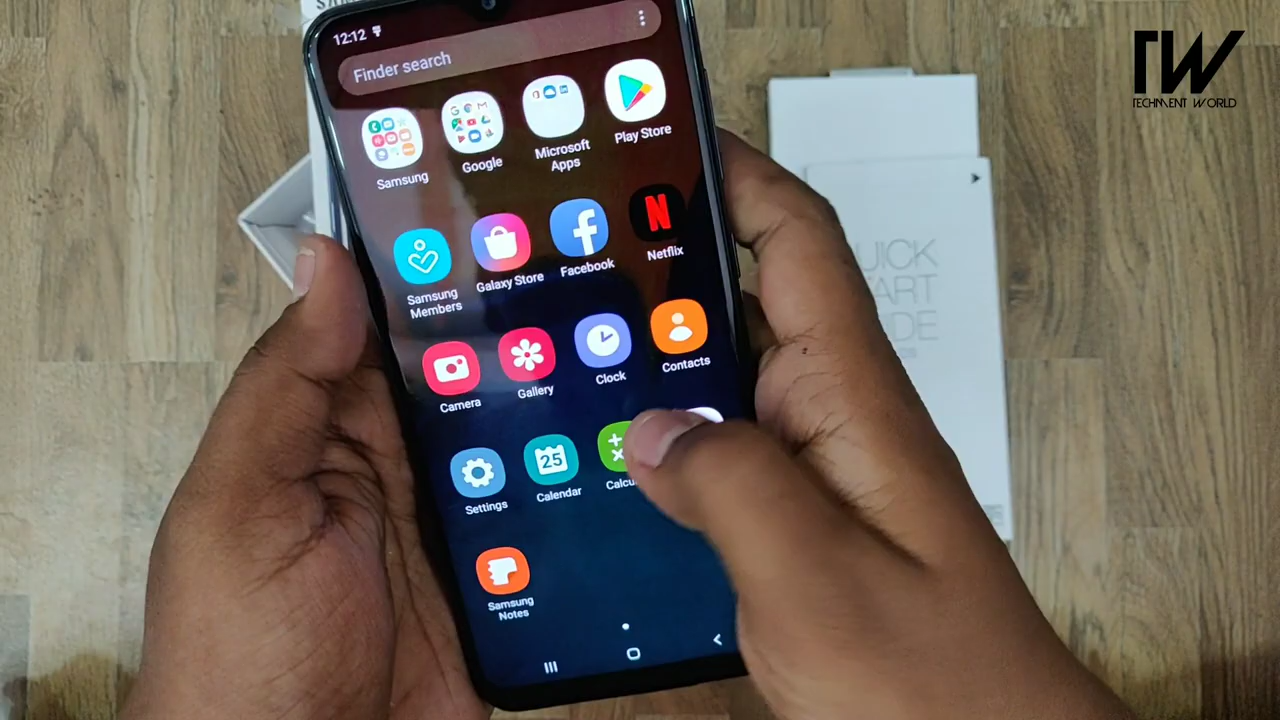 12:12
Finder search
Samsung
Google
Microsoft
Apps
Play Store
Samsung
Members
Galaxy Store
Facebook
N
Netflix
Camera
Gallery
Clock
Contacts
Settings
25
Calendar
Samsung
Notes
TW
TECHMENT WORLD